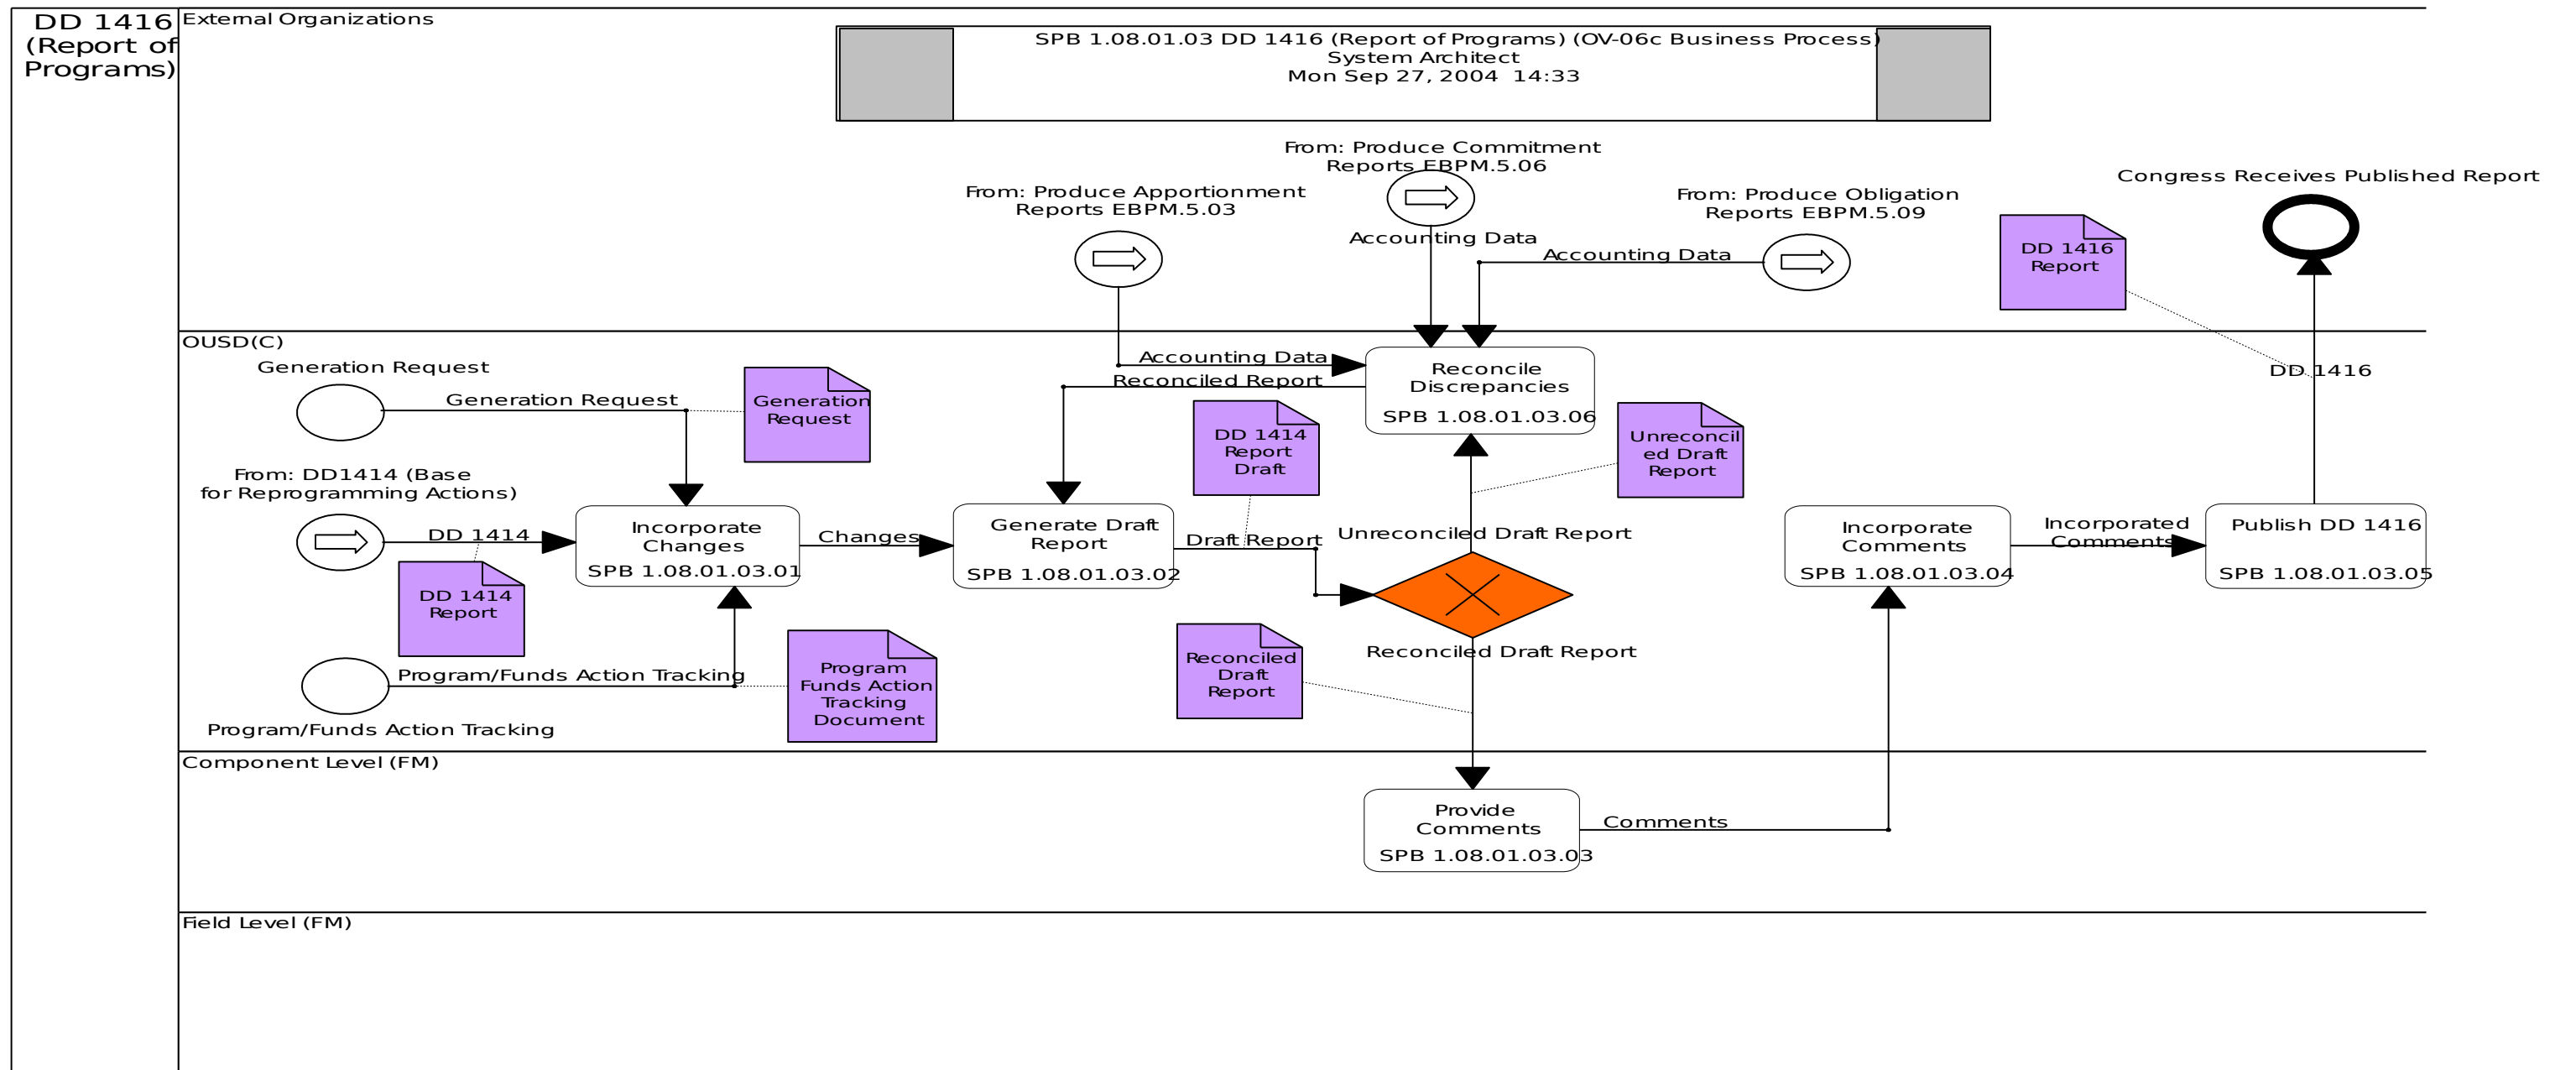 DD 1416
(Report of
Programs)
External Organizations
SPB 1.08.01.03 DD 1416 (Report of Programs) (OV-06c Business Process)
System Architect
Mon Sep 27, 2004  14:33
From: Produce Commitment
Reports EBPM.5.06
From: Produce Apportionment
Reports EBPM.5.03
From: Produce Obligation
Reports EBPM.5.09
Congress Receives Published Report
Accounting Data
Accounting Data
DD 1416
Report
OUSD(C)
Generation Request
Generation Request
Generation
Request
Accounting Data
Reconciled Report
Reconcile
Discrepancies
SPB 1.08.01.03.06
DD 1416
DD 1414
Report
Draft
Unreconcil
ed Draft
Report
From: DD1414 (Base
for Reprogramming Actions)
DD 1414
DD 1414
Report
Incorporate
Changes
SPB 1.08.01.03.01
Changes
Generate Draft
Report
SPB 1.08.01.03.02
Draft Report
Unreconciled Draft Report
Incorporate
Comments
SPB 1.08.01.03.04
Incorporated
Comments
Publish DD 1416
SPB 1.08.01.03.05
Reconciled Draft Report
Reconciled
Draft
Report
Program/Funds Action Tracking
Program
Funds Action
Tracking
Document
Program/Funds Action Tracking
Component Level (FM)
Provide
Comments
SPB 1.08.01.03.03
Comments
Field Level (FM)